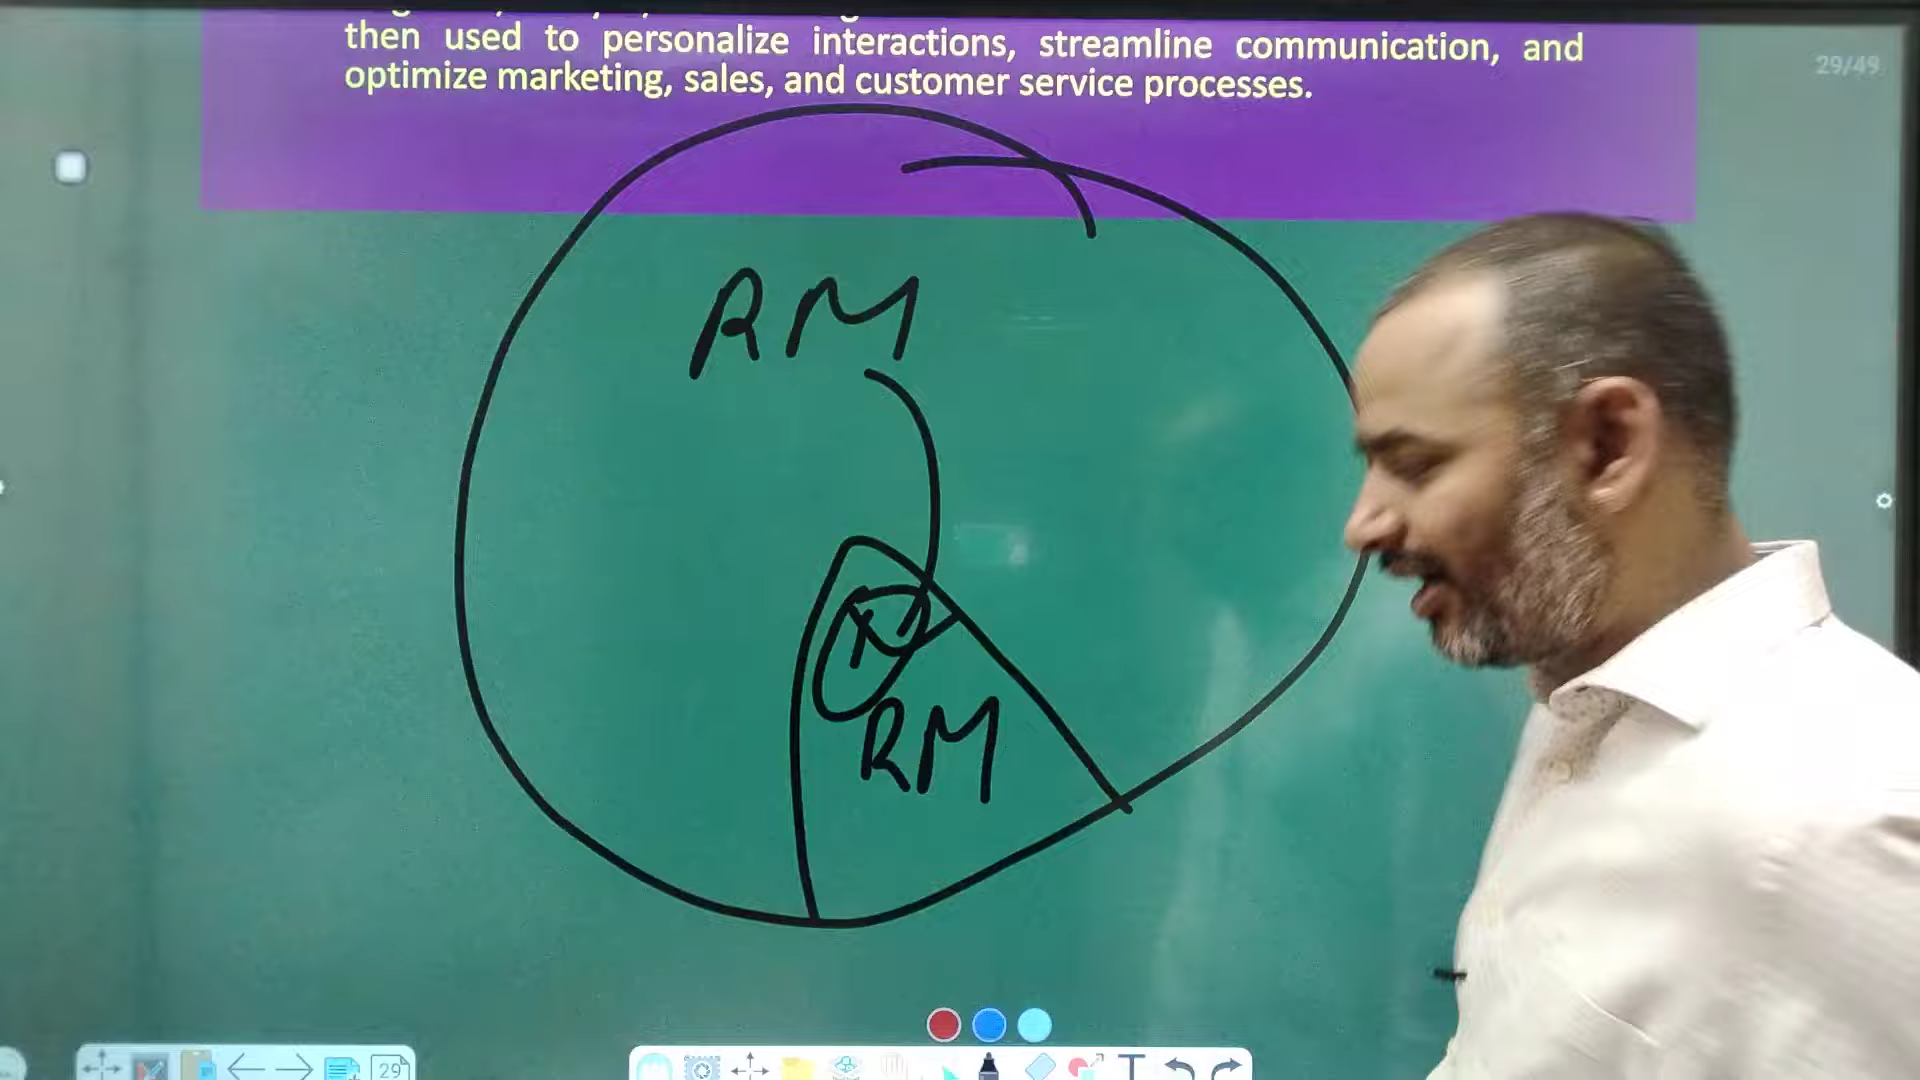 then used to personalize interactions, streamline communication, and
optimize marketing, sales, and customer service processes.
29/49
RM
RM
29
T